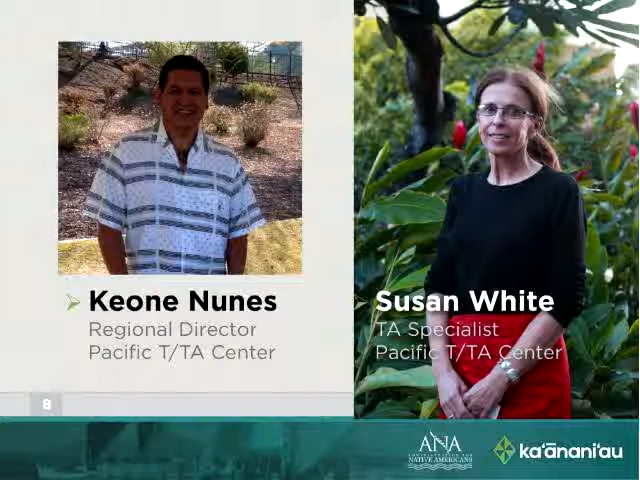 Keone Nunes
Regional Director
Pacific T/TA Center
Susan White
TA Specialist
Pacific T/TA Center
8
ANA
ADMINISTRATION FOR
NATIVE AMERICANS
ka'ānani'au